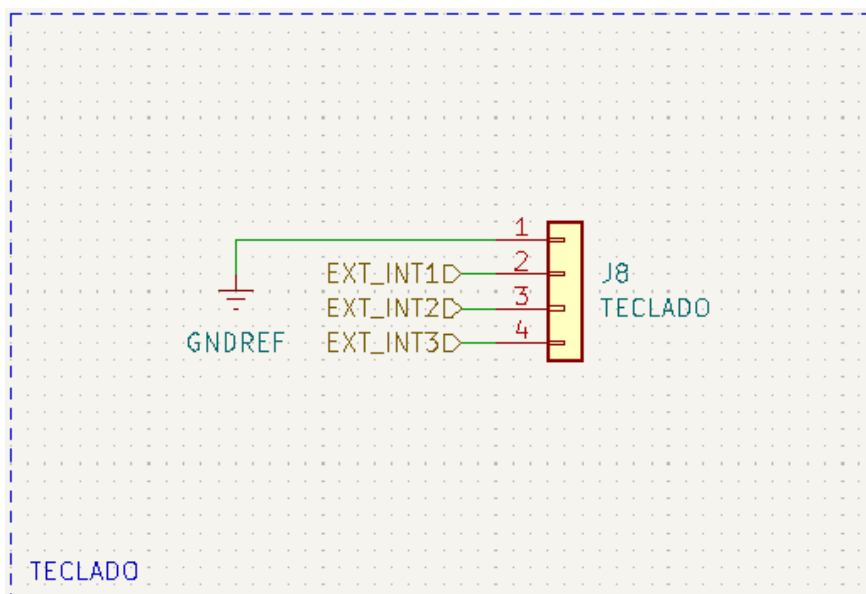 1
EXT_INT1 2 J8
EXT_INT2 3 TECLADO
EXT_INT3 4
GNDREF
TECLADO